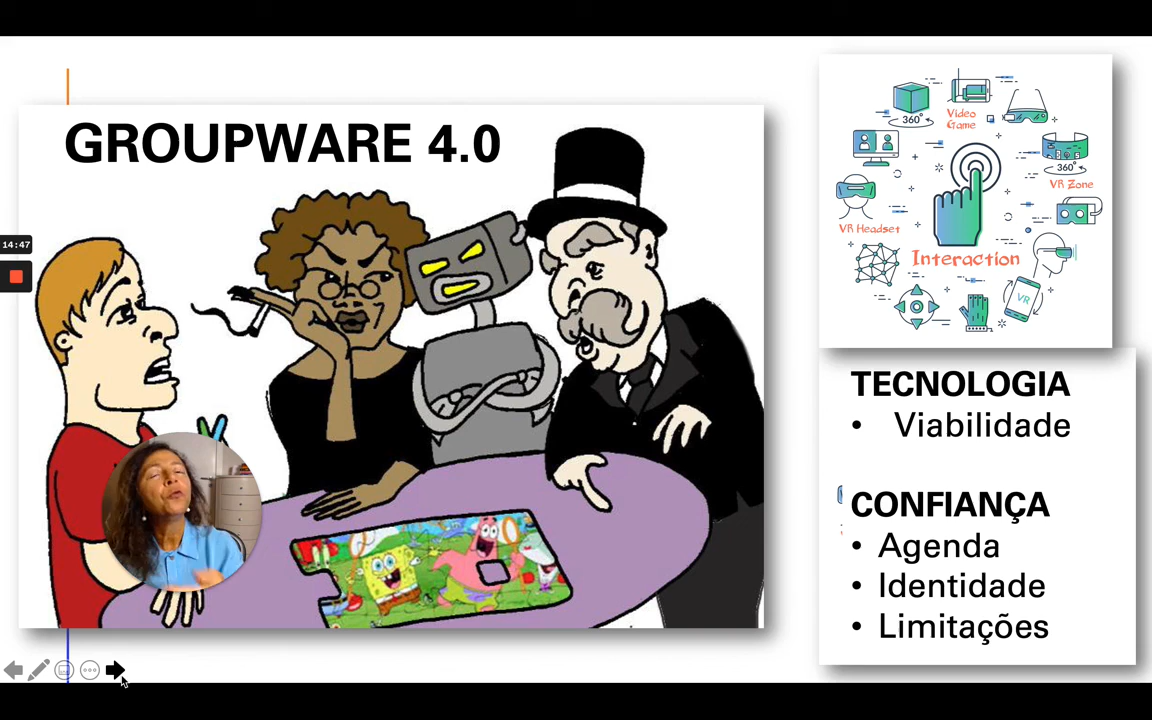 GROUPWARE 4.0
14:47
360°
Video
Game
360°
VR Zone
VR Headset
Interaction
VR
TECNOLOGIA
• Viabilidade
CONFIANÇA
• Agenda
• Identidade
• Limitações